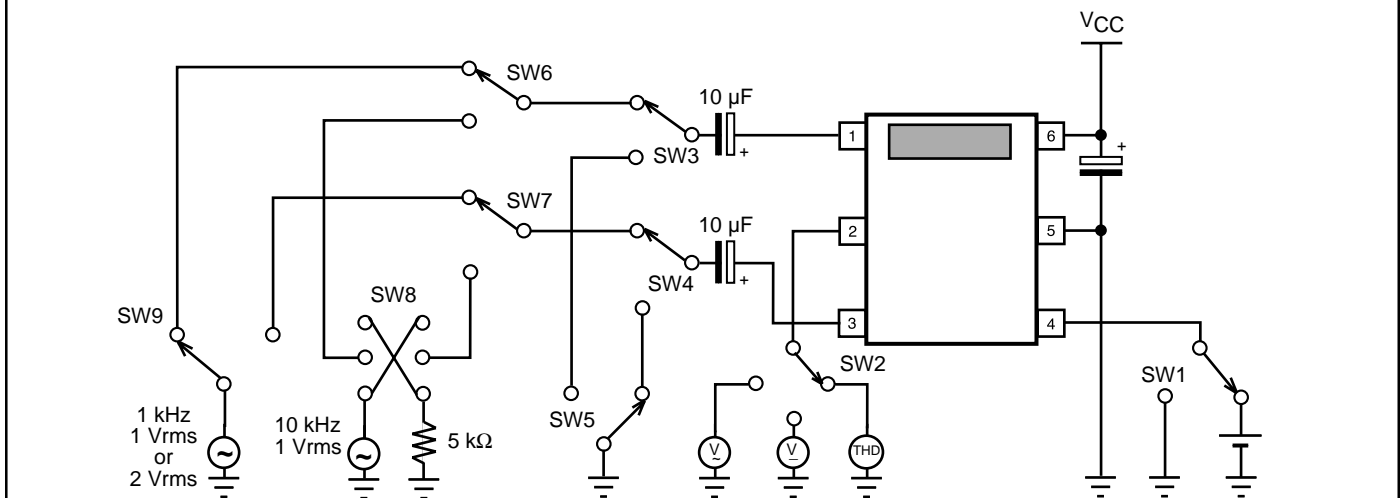 VCC
SW6
10 µF
+
SW3
1
6
+
SW7
10 µF
+
SW4
2
5
3
4
SW9
SW8
SW2
SW1
SW5
1 kHz
1 Vrms
or
2 Vrms
~
10 kHz
1 Vrms
~
5 kΩ
V
~
V
–
THD